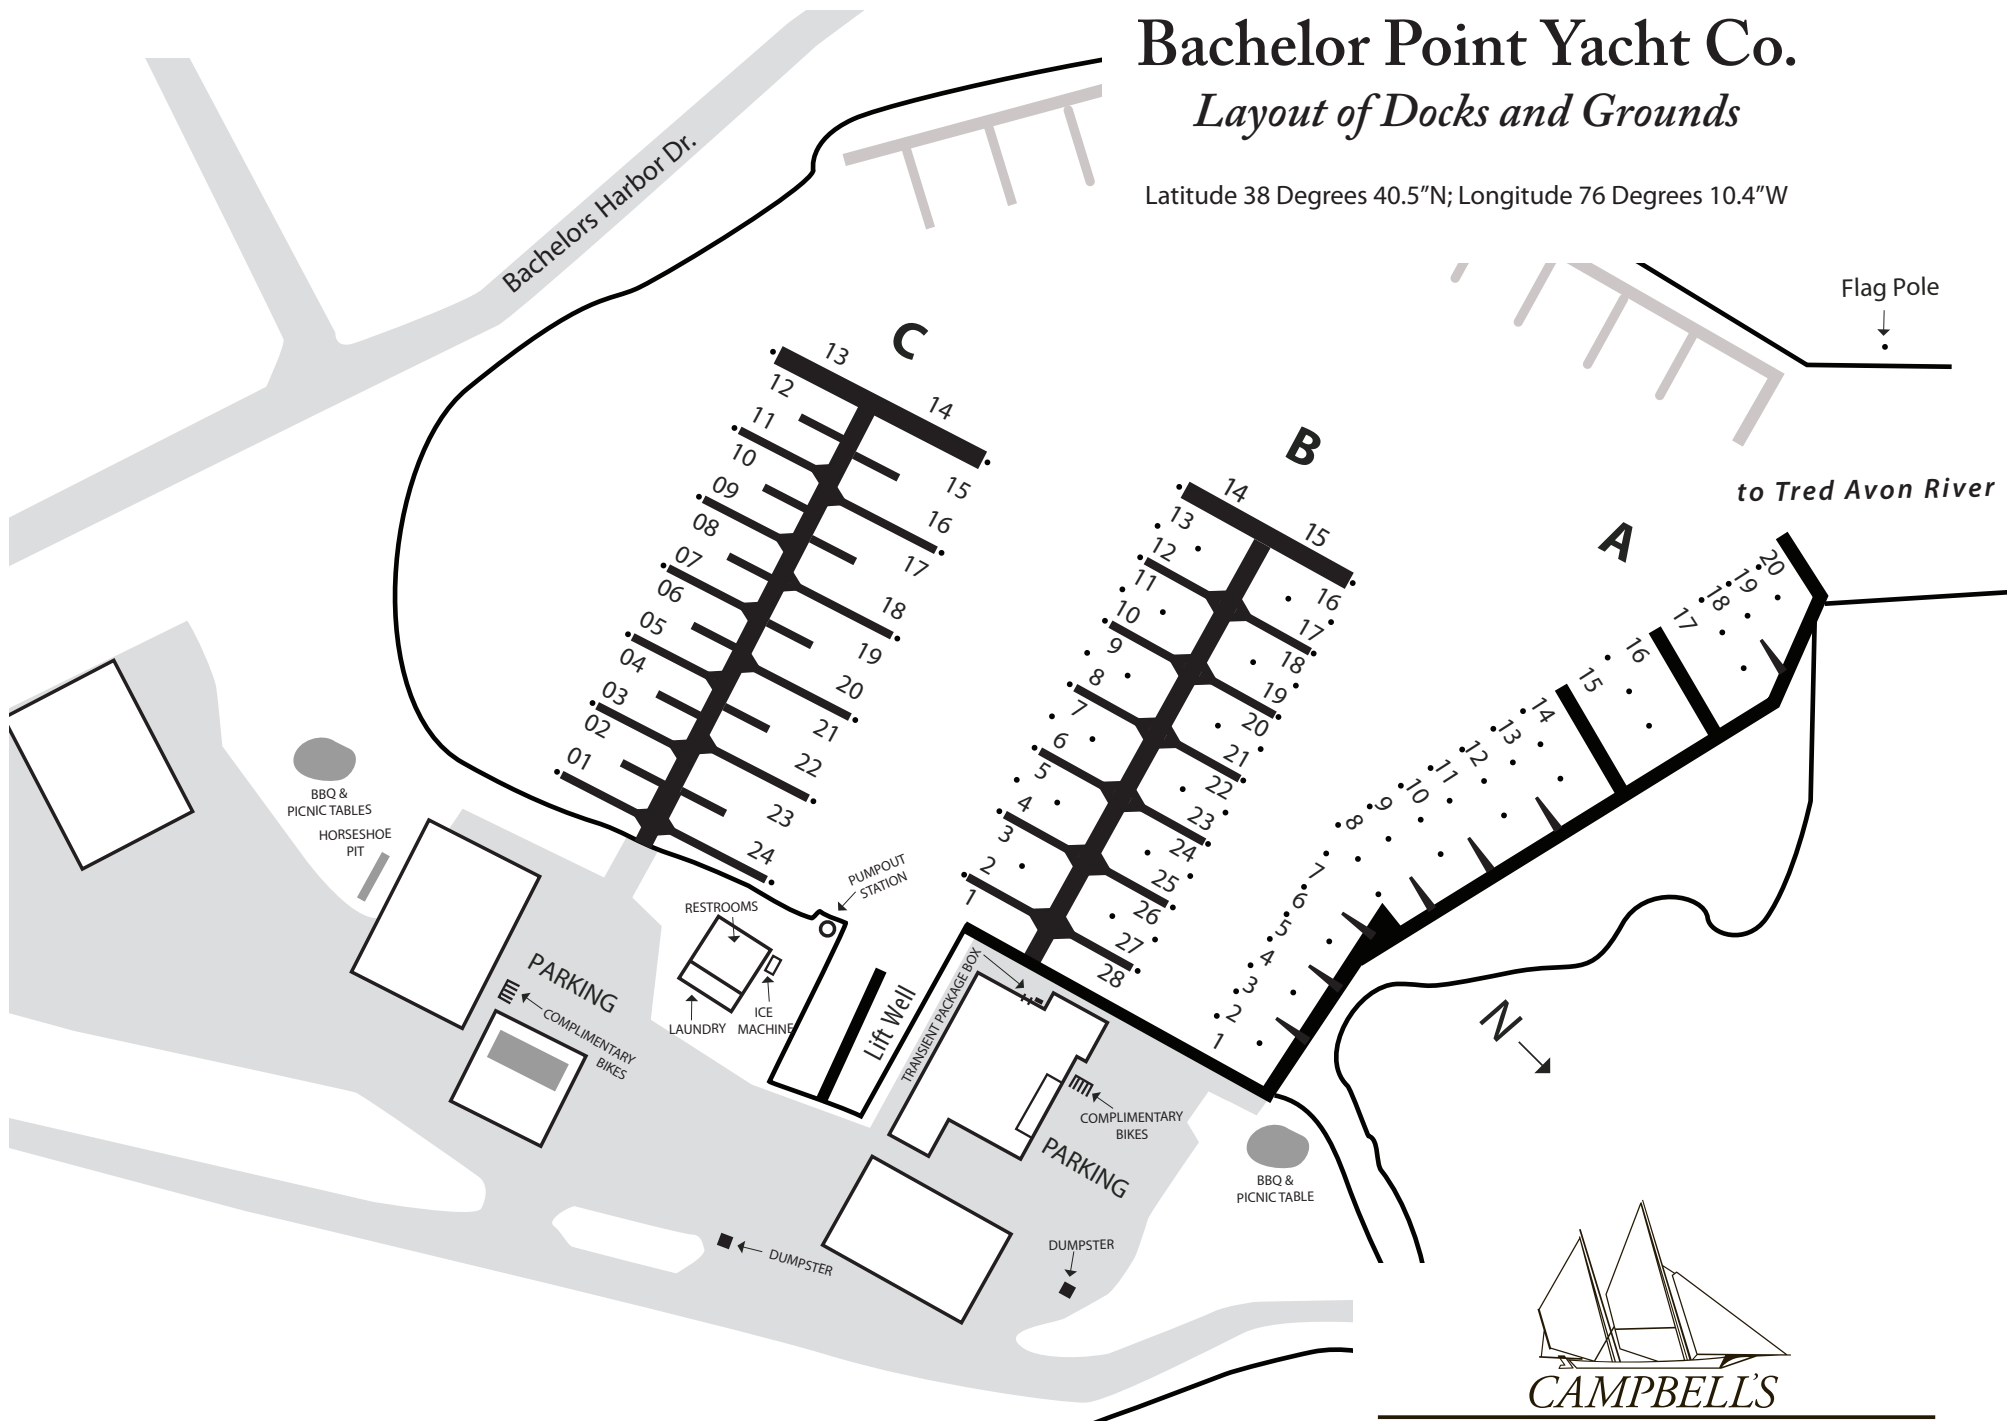 Bachelor Point Yacht Co.
Layout of Docks and Grounds
Latitude 38 Degrees 40.5”N; Longitude 76 Degrees 10.4”W
Bachelors Harbor Dr.
Flag Pole
to Tred Avon River
C
13
14
12
11
10
09
08
07
06
05
04
03
02
01
15
16
17
18
19
20
21
22
23
24
B
14
15
13
12
11
10
9
8
7
6
5
4
3
2
1
16
17
18
19
20
21
22
23
24
25
26
27
28
A
20
19
18
17
16
15
14
13
12
11
10
9
8
7
6
5
4
3
2
1
BBQ &
PICNIC TABLES
HORSESHOE
PIT
PUMPOUT
STATION
RESTROOMS
LAUNDRY
ICE
MACHINE
Lift Well
TRANSIENT PACKAGE BOX
PARKING
COMPLIMENTARY
BIKES
COMPLIMENTARY
BIKES
PARKING
N
BBQ &
PICNIC TABLE
DUMPSTER
DUMPSTER
CAMPBELL'S